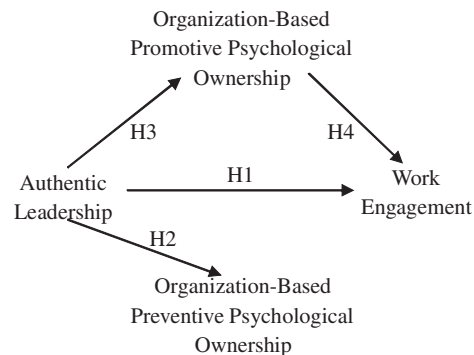 Organization-Based
Promotive Psychological
Ownership
H3
H4
Authentic
Leadership
H1
Work
Engagement
H2
Organization-Based
Preventive Psychological
Ownership